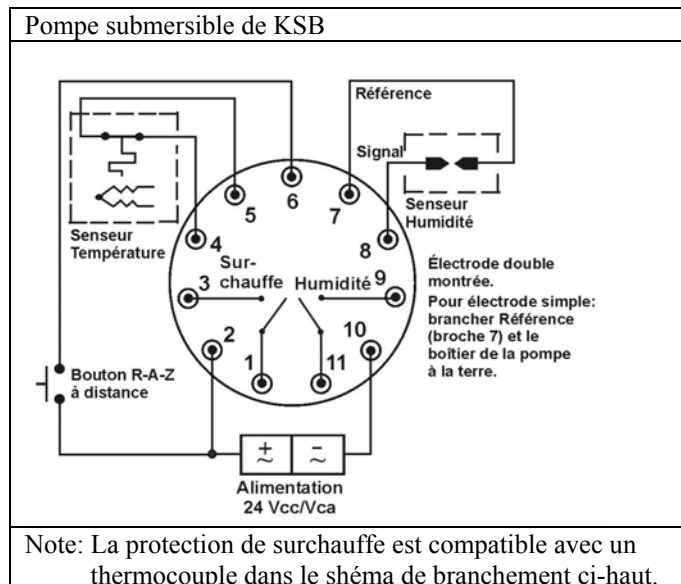 Pompe submersible de KSB
Référence
Signal
Senseur
Température
Senseur
Humidité
6
5
7
4
8
Sur-
chauffe
Humidité
3
9
2
10
1
11
Électrode double
montrée.
Pour électrode simple:
brancher Référence
(broche 7) et le
boîtier de la pompe
à la terre.
Bouton R-A-Z
à distance
+ −
~ ~
Alimentation
24 Vcc/Vca
Note: La protection de surchauffe est compatible avec un
thermocouple dans le shéma de branchement ci-haut.